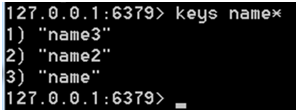 127.0.0.1:6379> keys name*
1) "name3"
2) "name2"
3) "name"
127.0.0.1:6379> _